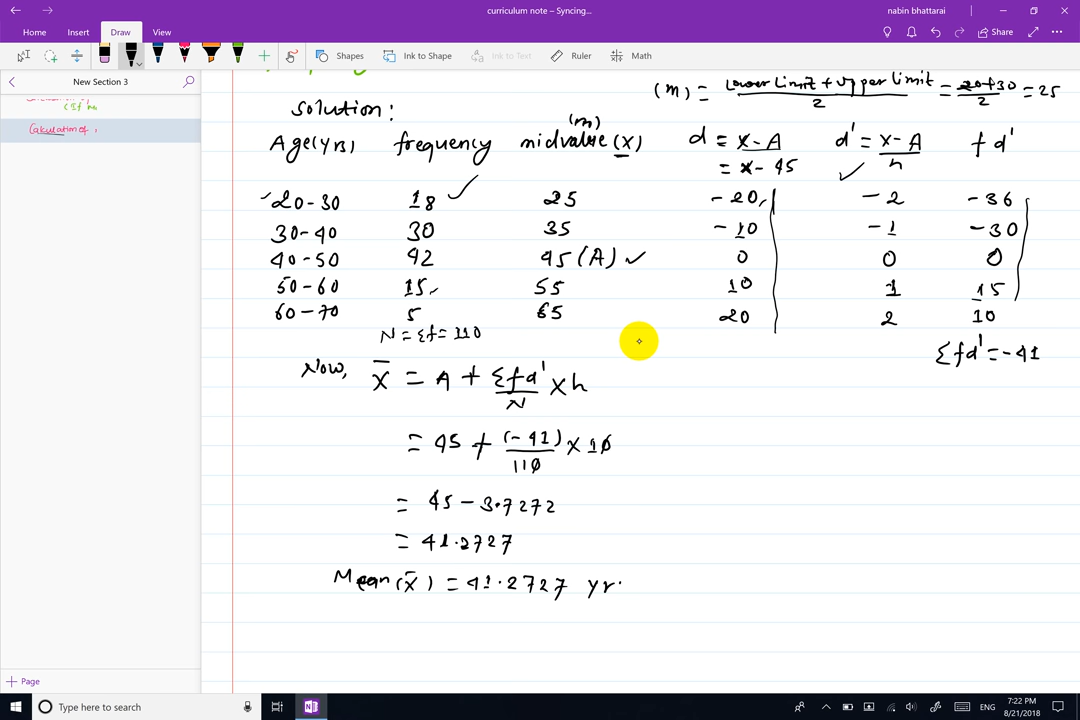 curriculum note – Syncing...
nabin bhattarai
Home Insert Draw View
Share
Shapes Ink to Shape Ink to Text Ruler Math
New Section 3
(If m
Calculation of ,
(m) = Lower Limit + Upper limit / 2 = 20+30 / 2 = 25
Solution:
Age(yrs) frequency midvalue (x) (m) d = x - A d' = x - A / h f d'
= x - 45
20-30 18 25 -20 -2 -36
30-40 30 35 -10 -1 -30
40-50 42 45 (A) 0 0 0
50-60 15 55 10 1 15
60-70 5 65 20 2 10
N = Σf = 110
Σfd' = -41
Now, X̄ = A + Σfd' / N × h
= 45 + (-41) / 110 × 10
= 45 - 3.7272
= 41.2727
Mean (X̄) = 41.2727 yr.
Page
Type here to search
ENG
7:22 PM
8/21/2018